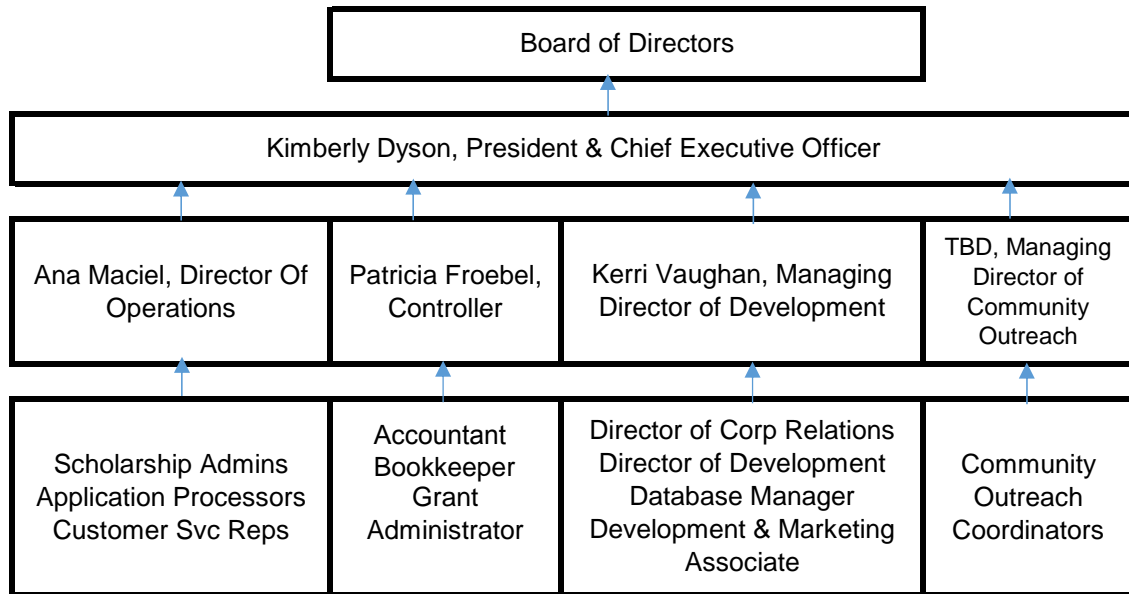 Board of Directors
Kimberly Dyson, President & Chief Executive Officer
Ana Maciel, Director Of
Operations
Patricia Froebel,
Controller
Kerri Vaughan, Managing
Director of Development
TBD, Managing
Director of
Community
Outreach
Scholarship Admins
Application Processors
Customer Svc Reps
Accountant
Bookkeeper
Grant
Administrator
Director of Corp Relations
Director of Development
Database Manager
Development & Marketing
Associate
Community
Outreach
Coordinators